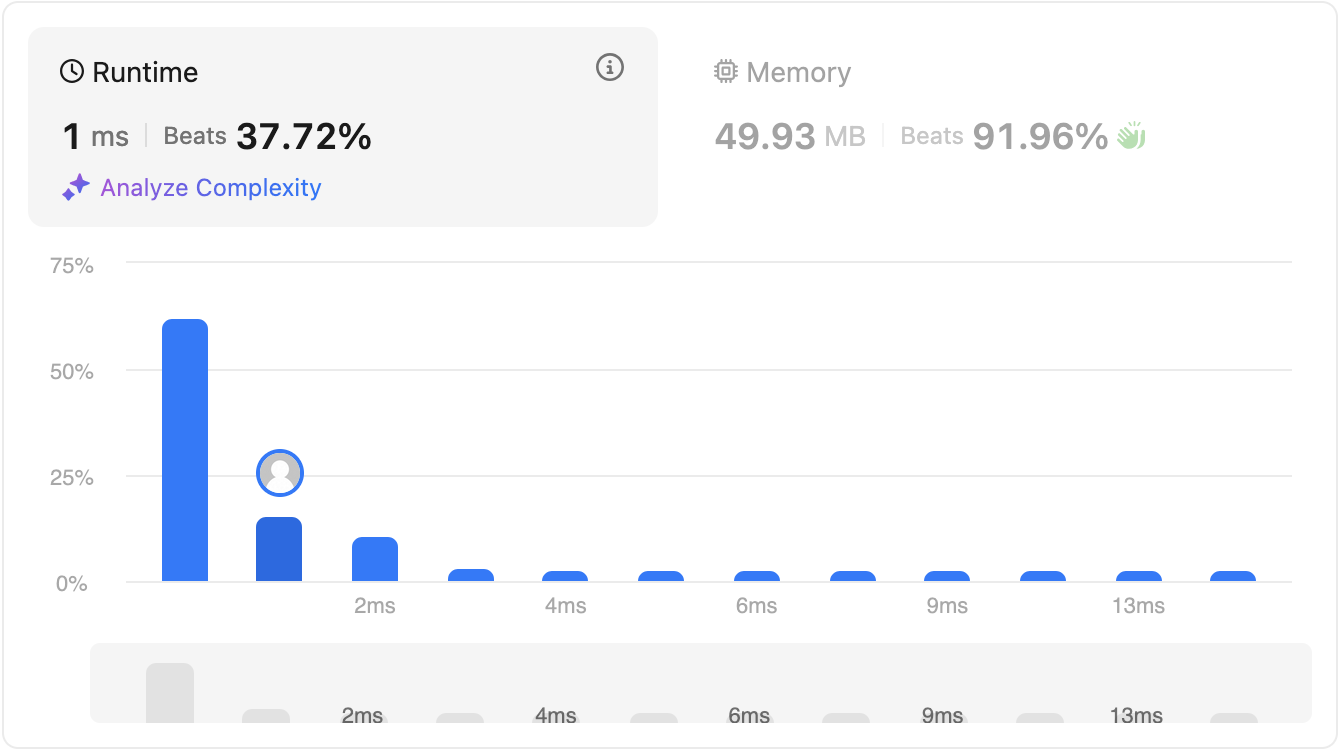 Runtime
1 ms Beats 37.72%
Analyze Complexity
Memory
49.93 MB Beats 91.96%
75%
50%
25%
0%
2ms 4ms 6ms 9ms 13ms
2ms 4ms 6ms 9ms 13ms